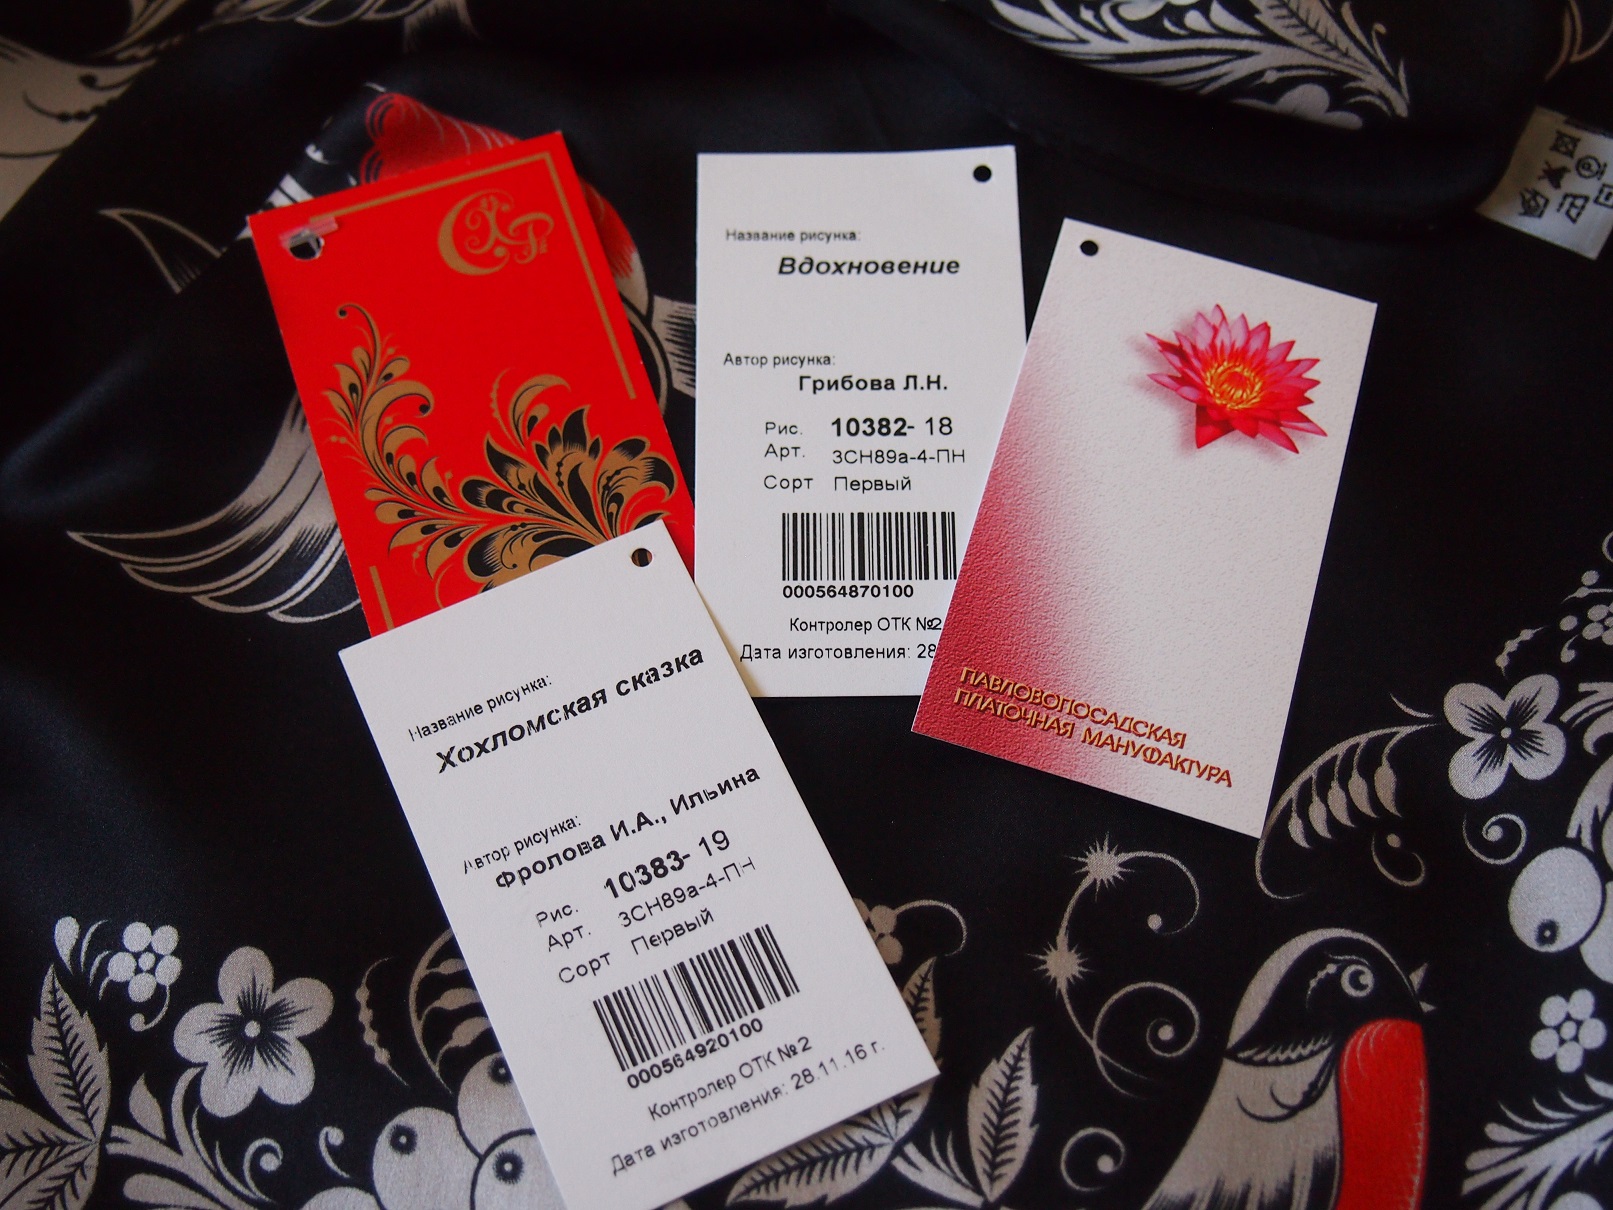 Название рисунка:
Вдохновение
Автор рисунка:
Грибова Л.Н.
Рис. 10382- 18
Арт. ЗСН89а-4-ПН
Сорт Первый
000564870100
Контролер ОТК №2
Дата изготовления: 28
ПАВЛОВОПОСАДСКАЯ
ПЛАТОЧНАЯ МАНУФАКТУРА
Название рисунка:
Хохломская сказка
Автор рисунка:
Фролова И.А., Ильина
Рис. 10383- 19
Арт. ЗСН89а-4-ПН
Сорт Первый
000564920100
Контролер ОТК №2
Дата изготовления: 28.11.16 г.